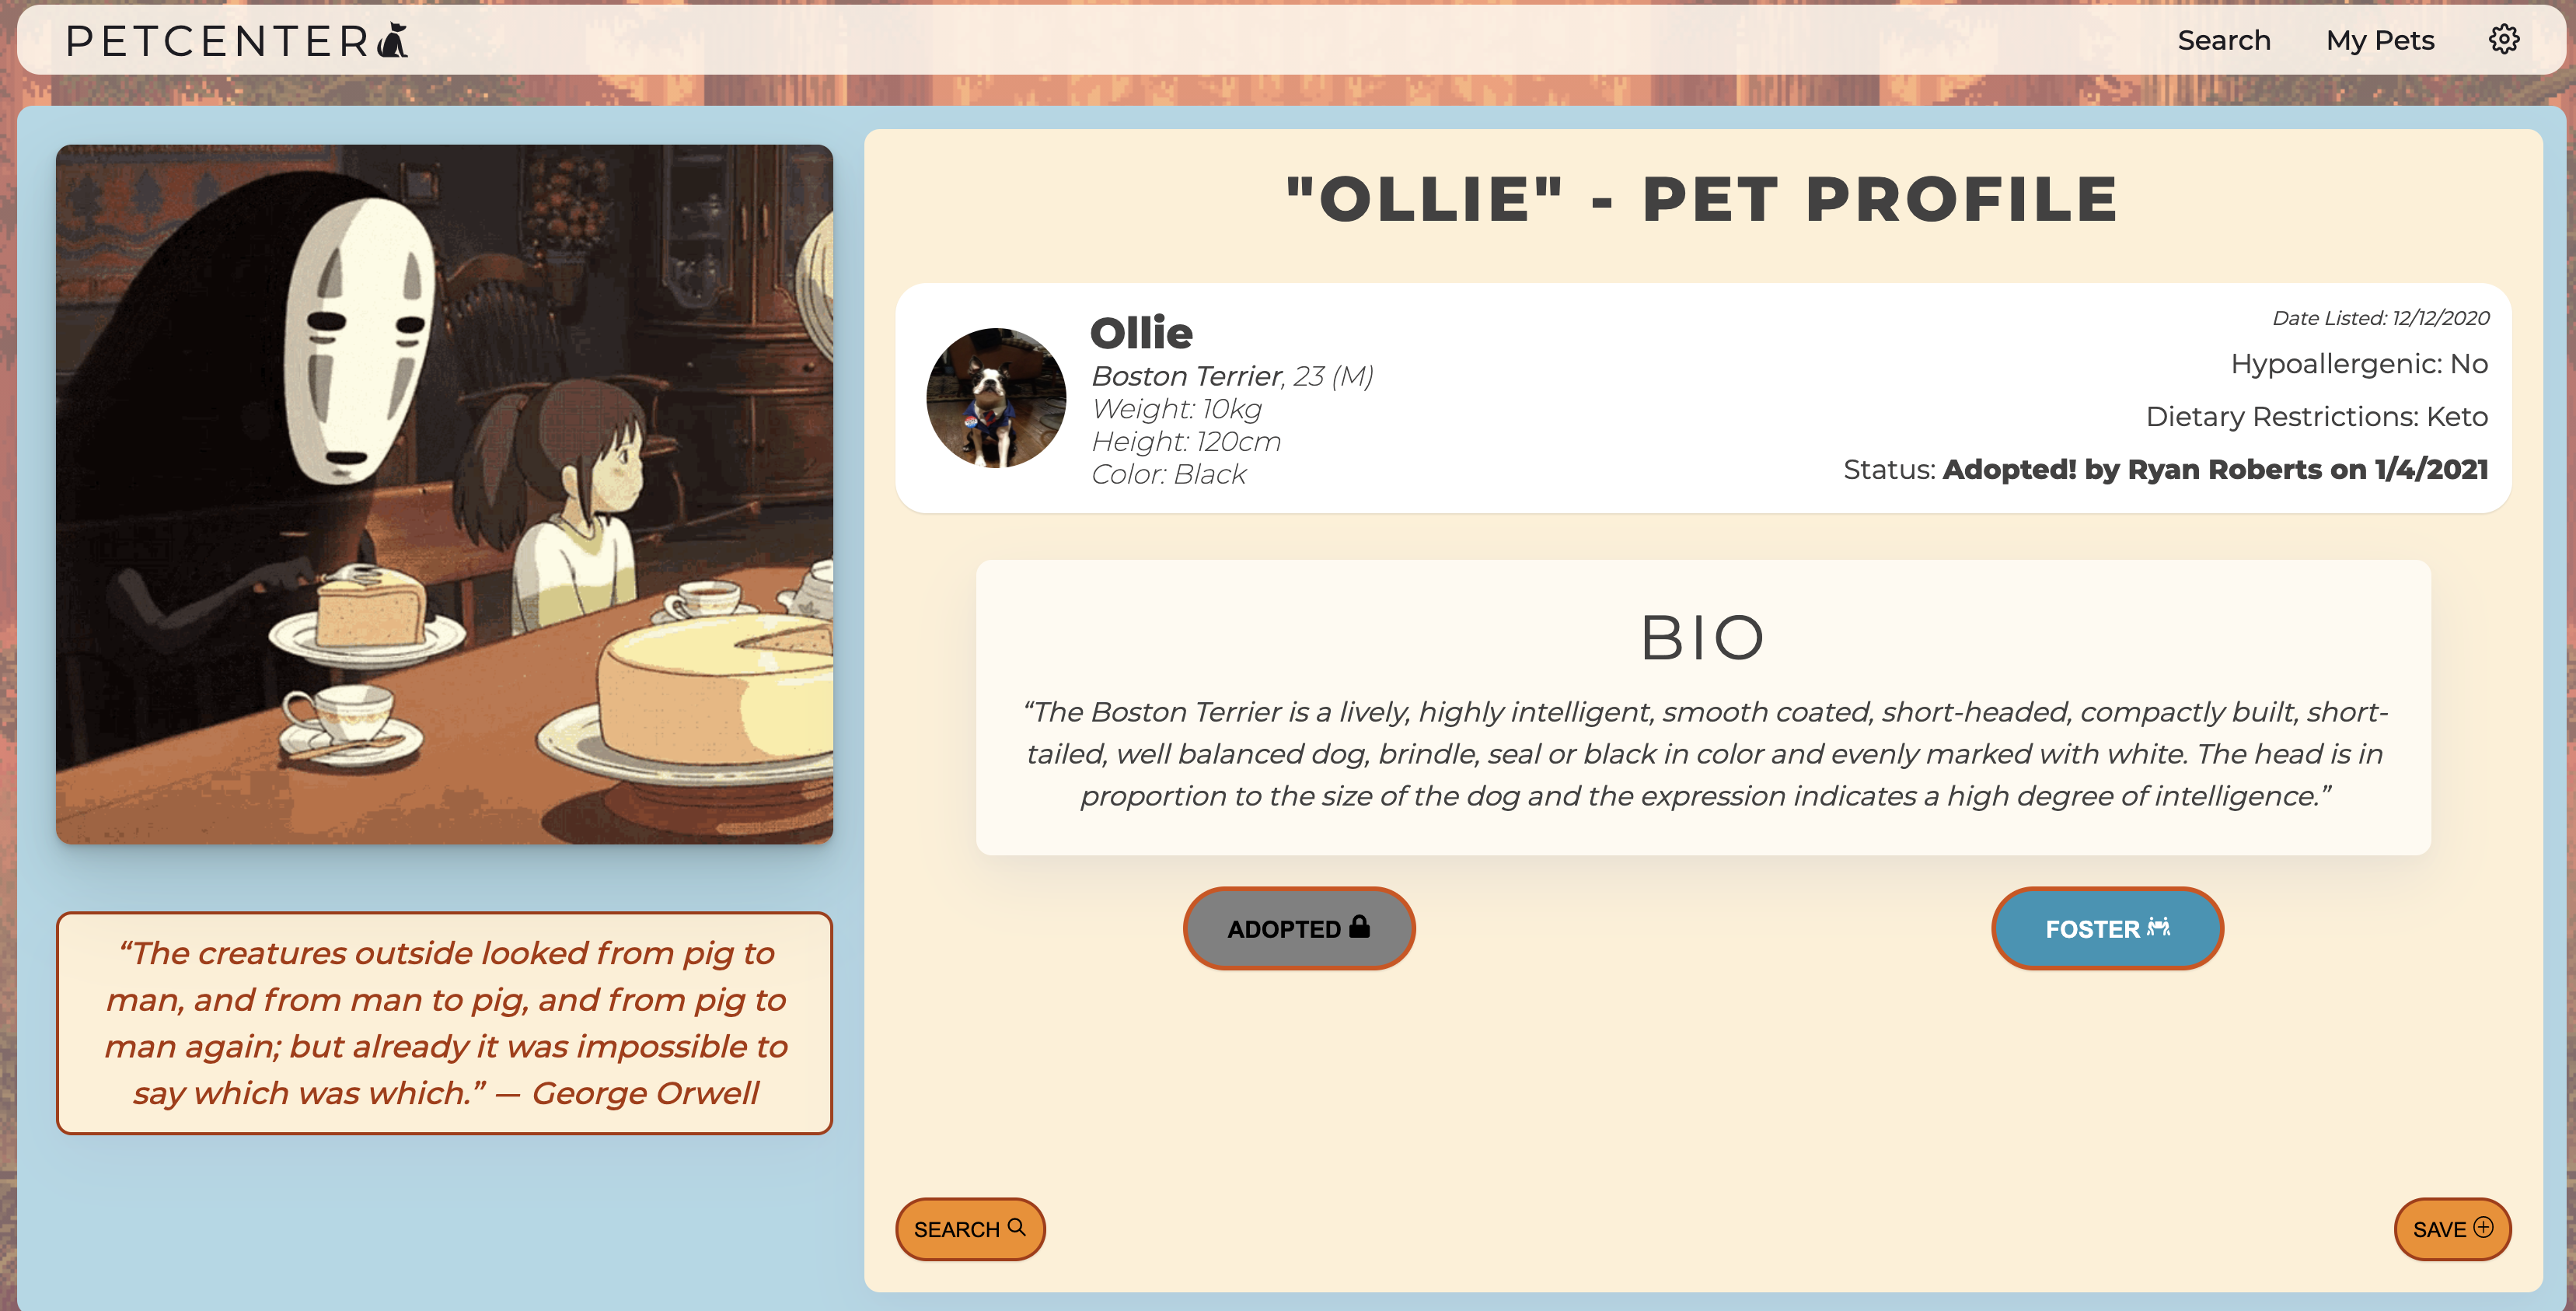 PETCENTER
Search
My Pets
"OLLIE" - PET PROFILE
Ollie
Boston Terrier, 23 (M)
Weight: 10kg
Height: 120cm
Color: Black
Date Listed: 12/12/2020
Hypoallergenic: No
Dietary Restrictions: Keto
Status: Adopted! by Ryan Roberts on 1/4/2021
BIO
“The Boston Terrier is a lively, highly intelligent, smooth coated, short-
tailed, well balanced dog, brindle, seal or black in color and evenly marked with white. The head is in
proportion to the size of the dog and the expression indicates a high degree of intelligence.”
ADOPTED
FOSTER
“The creatures outside looked from pig to
man, and from man to pig, and from pig to
man again; but already it was impossible to
say which was which.” — George Orwell
SEARCH
SAVE